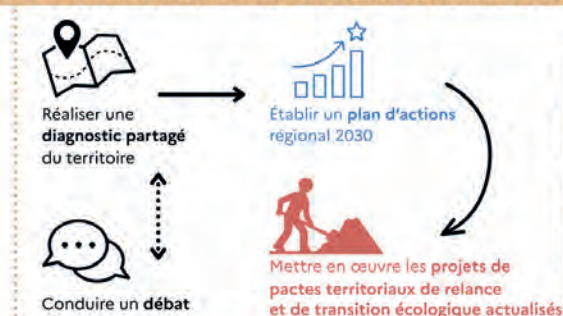 Réaliser une
diagnostic partagé
du territoire
Établir un plan d'actions
régional 2030
Conduire un débat
Mettre en œuvre les projets de
pactes territoriaux de relance
et de transition écologique actualisés